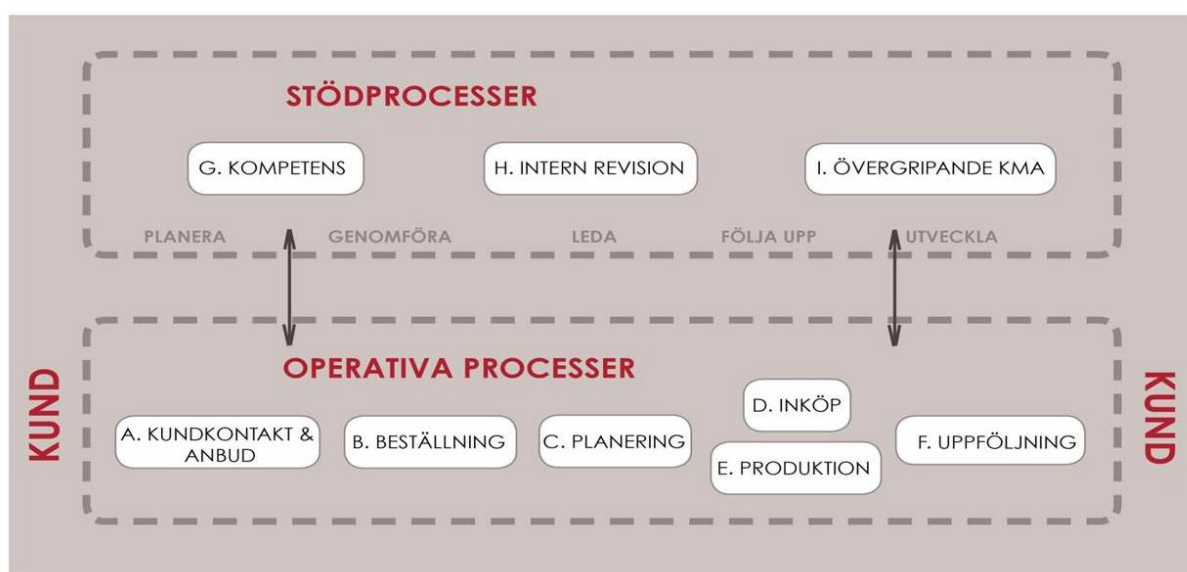 STÖDPROCESSER
G. KOMPETENS
H. INTERN REVISION
I. ÖVERGRIPANDE KMA
PLANERA
GENOMFÖRA
LEDA
FÖLJA UPP
UTVECKLA
KUND
OPERATIVA PROCESSER
A. KUNDKONTAKT &
ANBUD
B. BESTÄLLNING
C. PLANERING
D. INKÖP
E. PRODUKTION
F. UPPFÖLJNING
KUND